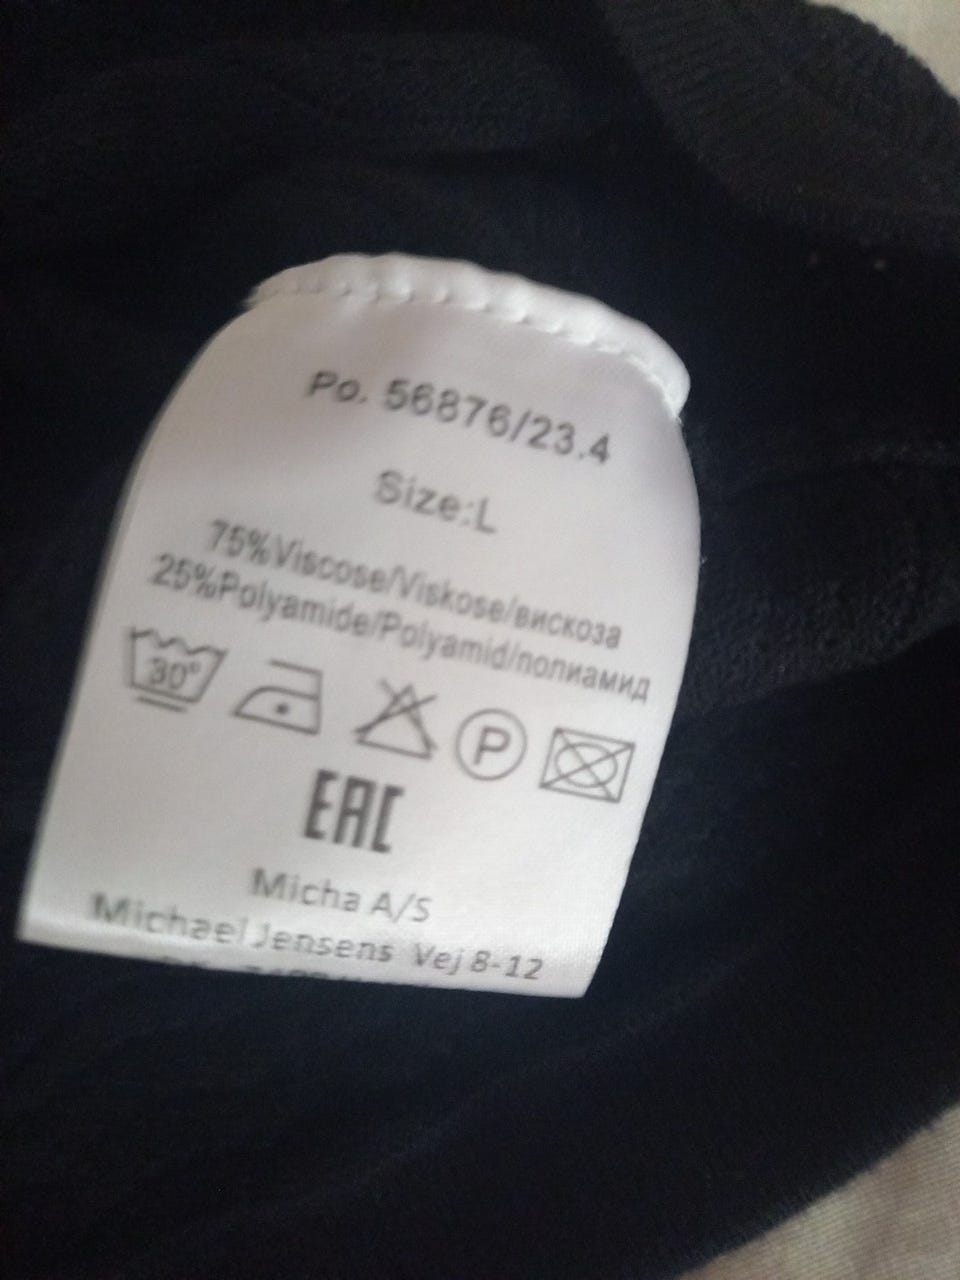 Po. 56876/23.4
Size:L
75%Viscose/Viskose/вискоза
25%Polyamide/Polyamid/полиамид
30°
P
EAC
Micha A/S
Michael Jensens Vej 8-12